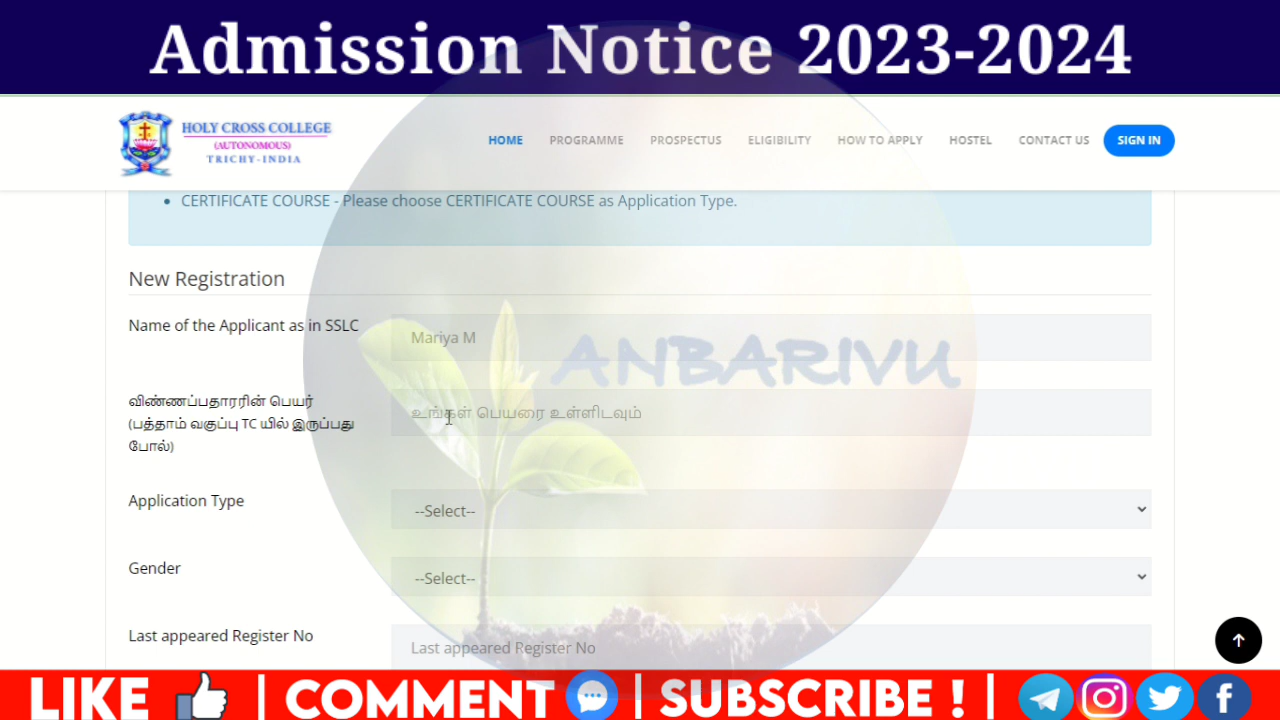 Admission Notice 2023-2024
HOLY CROSS COLLEGE
(AUTONOMOUS)
TRICHY-INDIA
HOME PROGRAMME PROSPECTUS ELIGIBILITY HOW TO APPLY HOSTEL CONTACT US SIGN IN
• CERTIFICATE COURSE - Please choose CERTIFICATE COURSE as Application Type.
New Registration
Name of the Applicant as in SSLC Mariya M
ANBARIVU
விண்ணப்பதாரரின் பெயர்
(பத்தாம் வகுப்பு TC யில் இருப்பது
போல்)
உங்கள் பெயரை உள்ளிடவும்
Application Type --Select--
Gender --Select--
Last appeared Register No Last appeared Register No
LIKE | COMMENT | SUBSCRIBE ! |